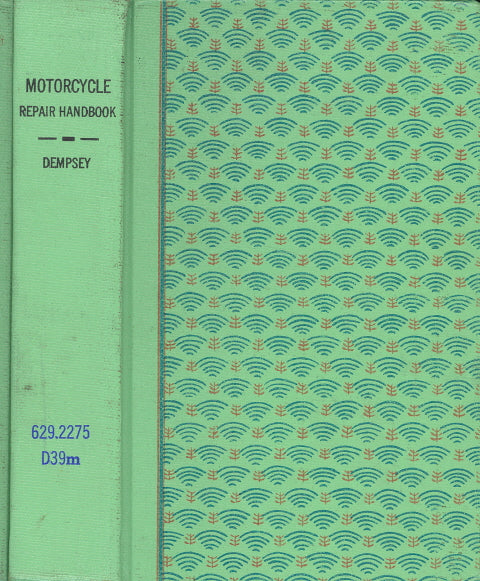 MOTORCYCLE
REPAIR HANDBOOK
DEMPSEY
629.2275
D39m